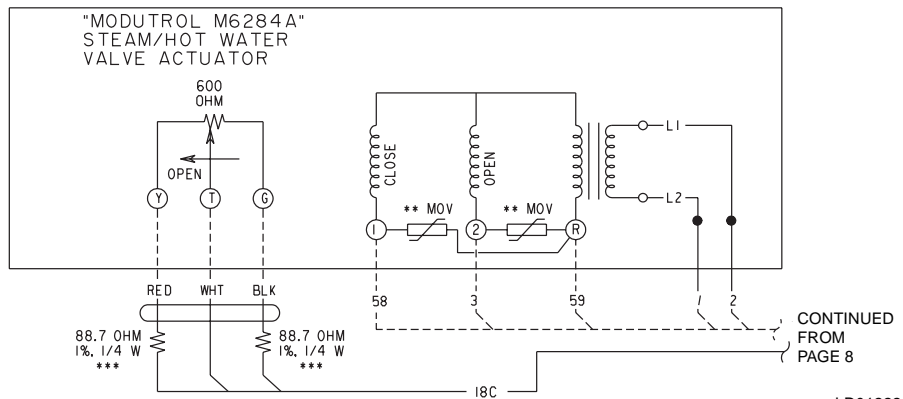 "MODUTROL M6284A"
STEAM/HOT WATER
VALVE ACTUATOR
600
OHM
OPEN
Y
T
G
CLOSE
OPEN
** MOV
** MOV
1
2
R
L1
L2
RED
WHT
BLK
58
3
59
1
2
88.7 OHM
1%, 1/4 W
***
88.7 OHM
1%, 1/4 W
***
18C
CONTINUED
FROM
PAGE 8